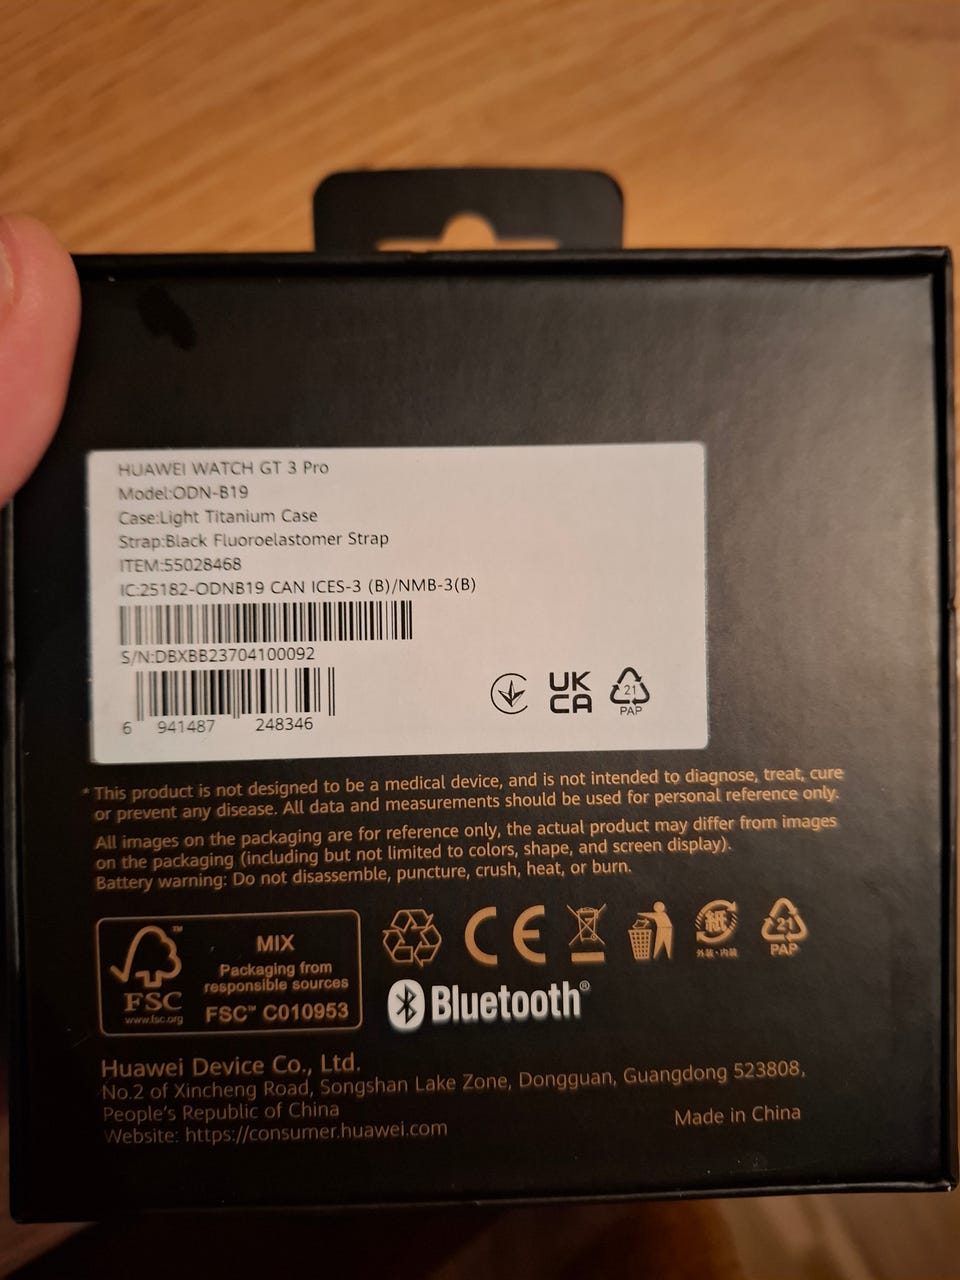 HUAWEI WATCH GT 3 Pro
Model:ODN-B19
Case:Light Titanium Case
Strap:Black Fluoroelastomer Strap
ITEM:55028468
IC:25182-ODNB19 CAN ICES-3 (B)/NMB-3(B)
S/N:DBXBB23704100092
6 941487 248346
UK
CA
21
PAP
* This product is not designed to be a medical device, and is not intended to diagnose, treat, cure
or prevent any disease. All data and measurements should be used for personal reference only.
All images on the packaging are for reference only, the actual product may differ from images
on the packaging (including but not limited to colors, shape, and screen display).
Battery warning: Do not disassemble, puncture, crush, heat, or burn.
™
FSC
www.fsc.org
MIX
Packaging from
responsible sources
FSC™ C010953
CE
紙
外装・内装
21
PAP
Bluetooth®
Huawei Device Co., Ltd.
No.2 of Xincheng Road, Songshan Lake Zone, Dongguan, Guangdong 523808,
People's Republic of China
Website: https://consumer.huawei.com
Made in China